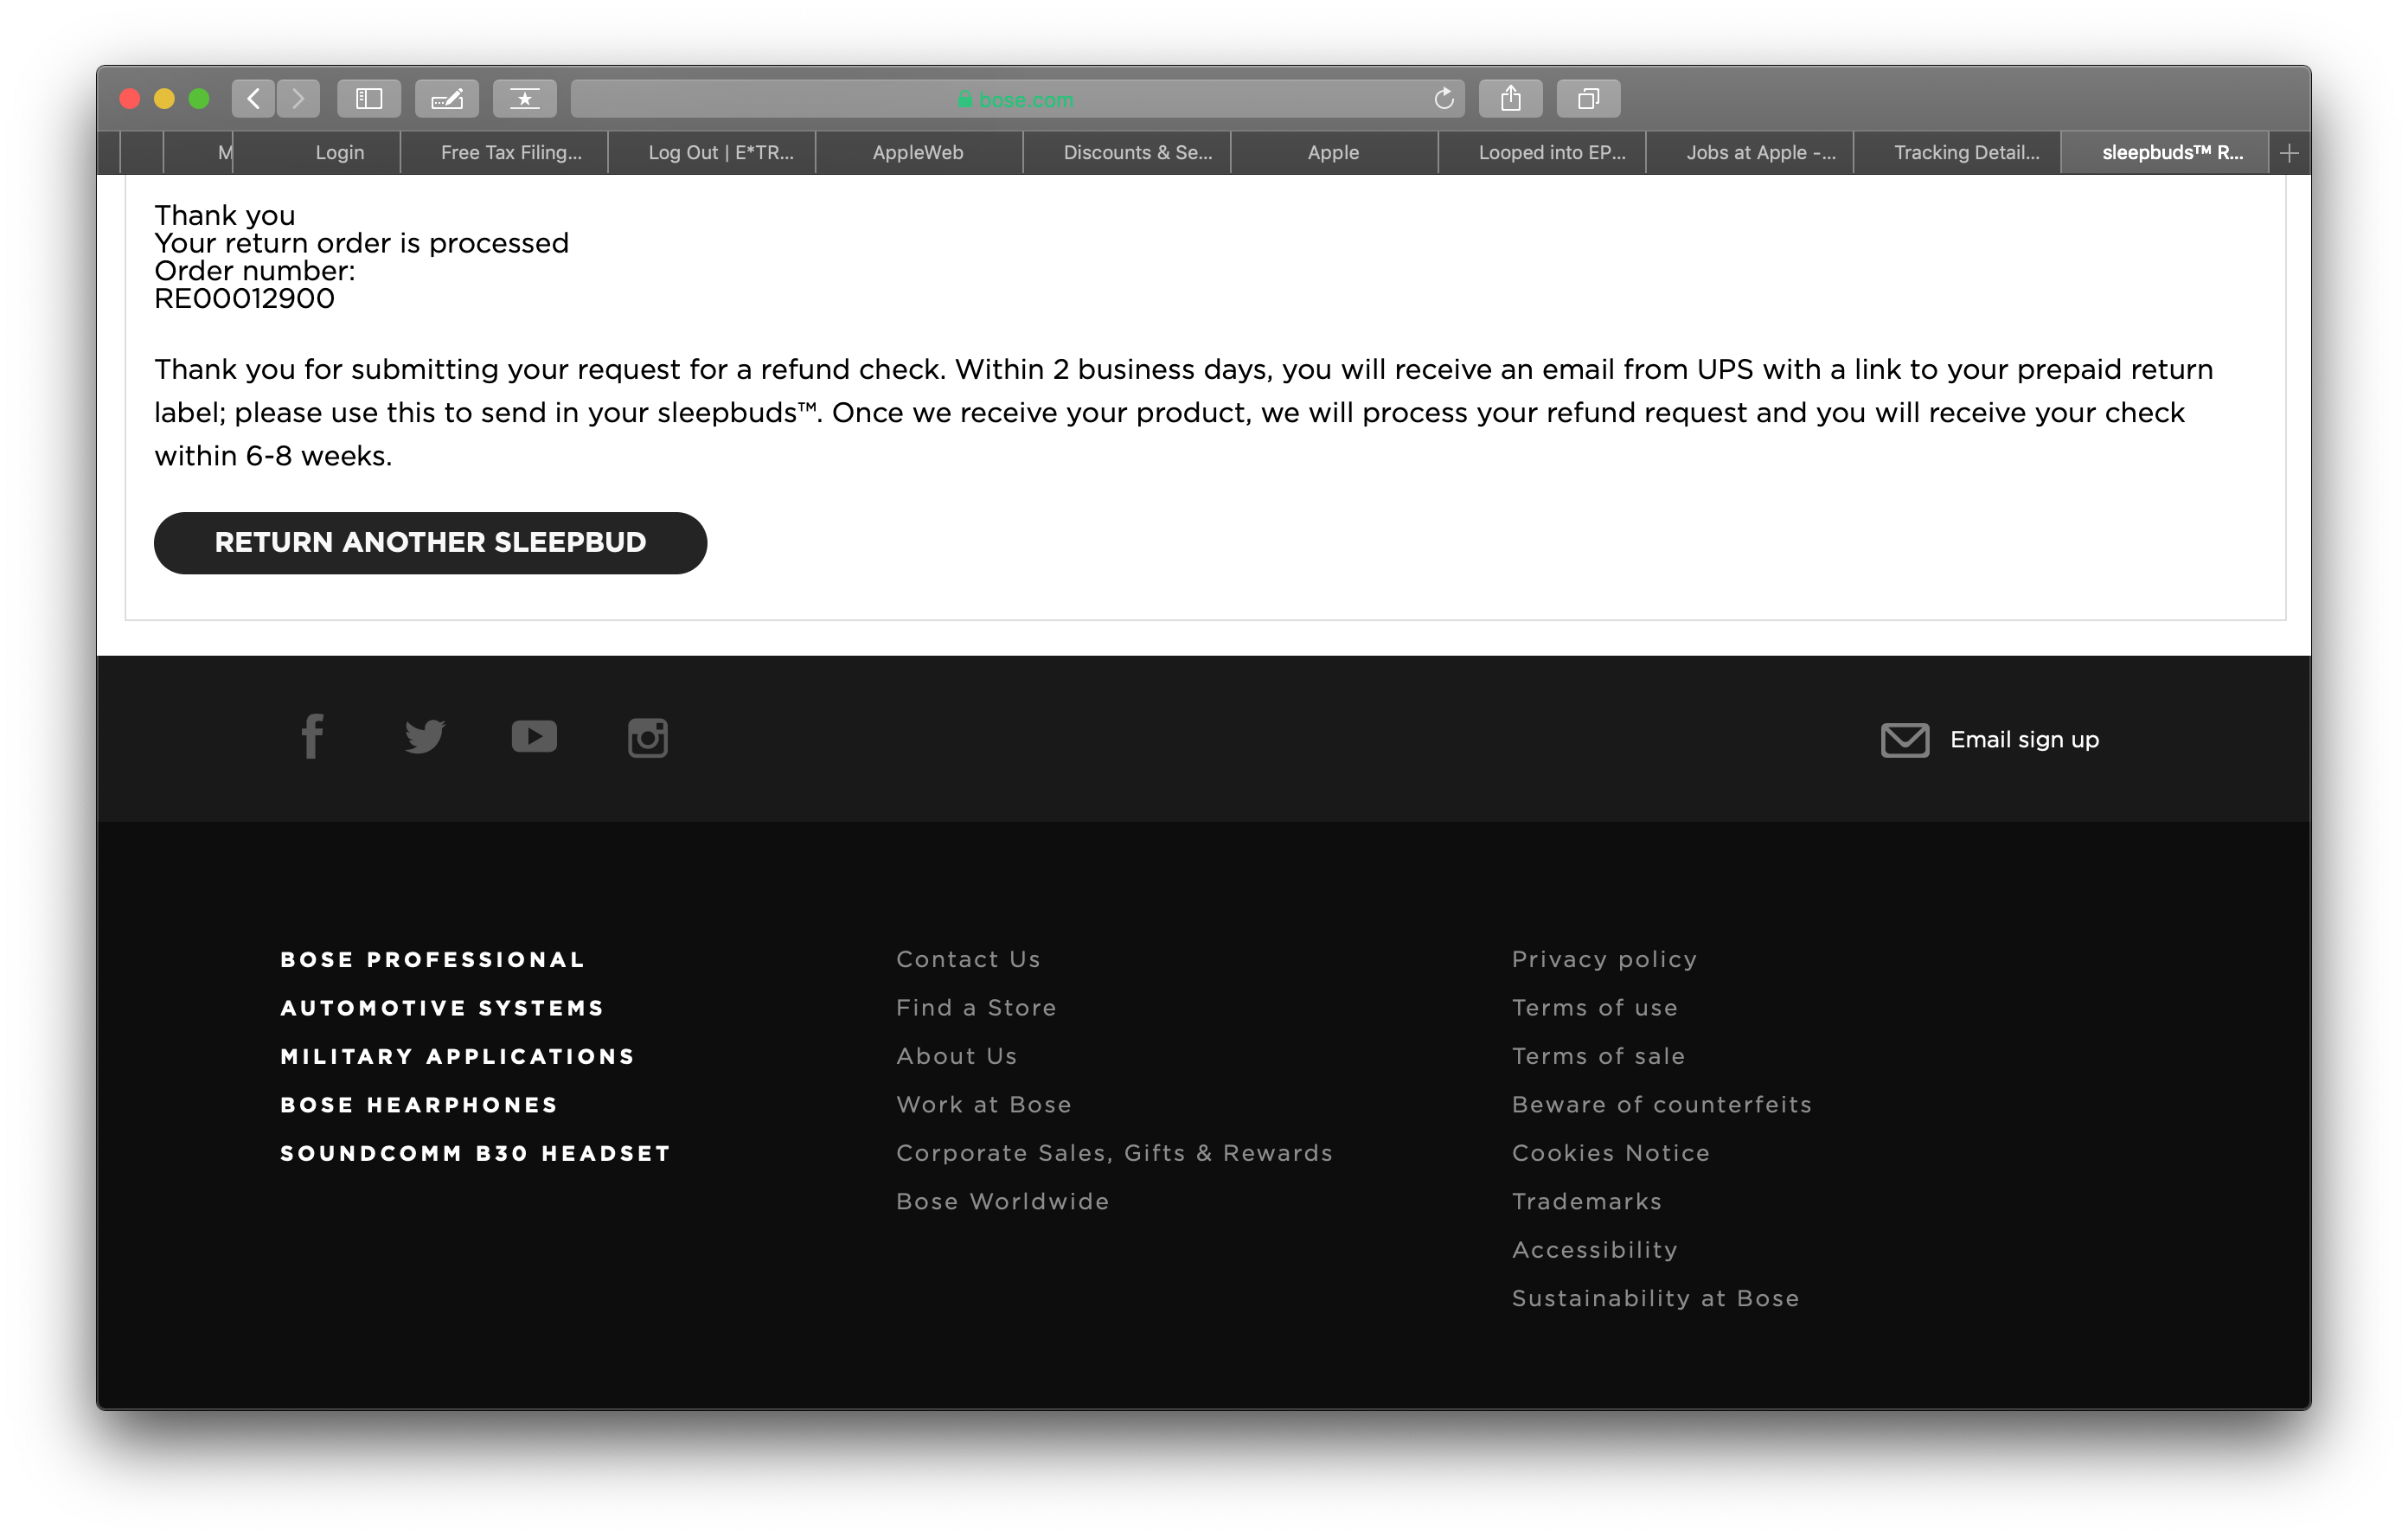 bose.com
M
Login
Free Tax Filing...
Log Out | E*TR...
AppleWeb
Discounts & Se...
Apple
Looped into EP...
Jobs at Apple -...
Tracking Detail...
sleepbuds™ R...
Thank you
Your return order is processed
Order number:
RE00012900
Thank you for submitting your request for a refund check. Within 2 business days, you will receive an email from UPS with a link to your prepaid return
label; please use this to send in your sleepbuds™. Once we receive your product, we will process your refund request and you will receive your check
within 6-8 weeks.
RETURN ANOTHER SLEEPBUD
Email sign up
BOSE PROFESSIONAL
AUTOMOTIVE SYSTEMS
MILITARY APPLICATIONS
BOSE HEARPHONES
SOUNDCOMM B30 HEADSET
Contact Us
Find a Store
About Us
Work at Bose
Corporate Sales, Gifts & Rewards
Bose Worldwide
Privacy policy
Terms of use
Terms of sale
Beware of counterfeits
Cookies Notice
Trademarks
Accessibility
Sustainability at Bose